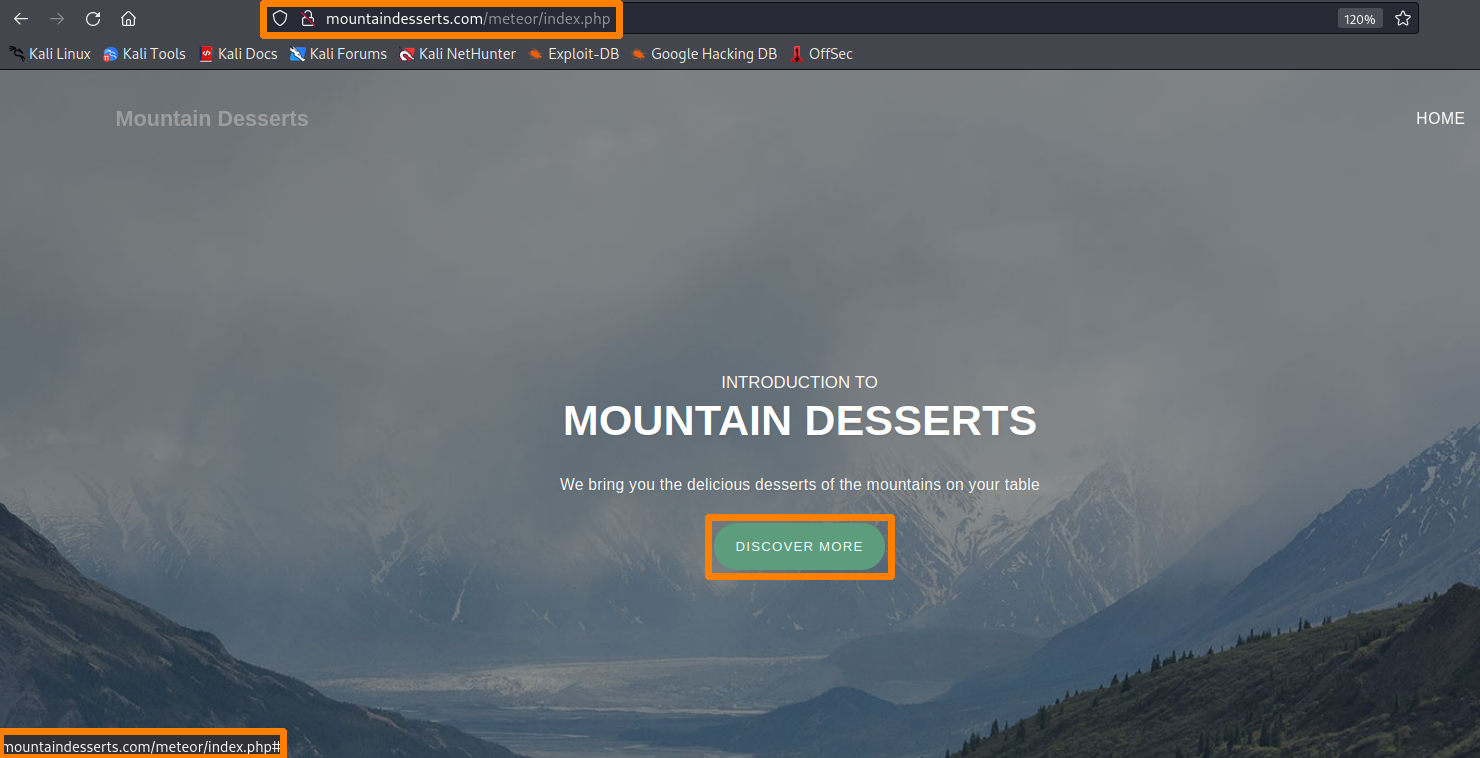 mountaindesserts.com/meteor/index.php 120%
Kali Linux Kali Tools Kali Docs Kali Forums Kali NetHunter Exploit-DB Google Hacking DB OffSec
Mountain Desserts HOME
INTRODUCTION TO
MOUNTAIN DESSERTS
We bring you the delicious desserts of the mountains on your table
DISCOVER MORE
mountaindesserts.com/meteor/index.php#